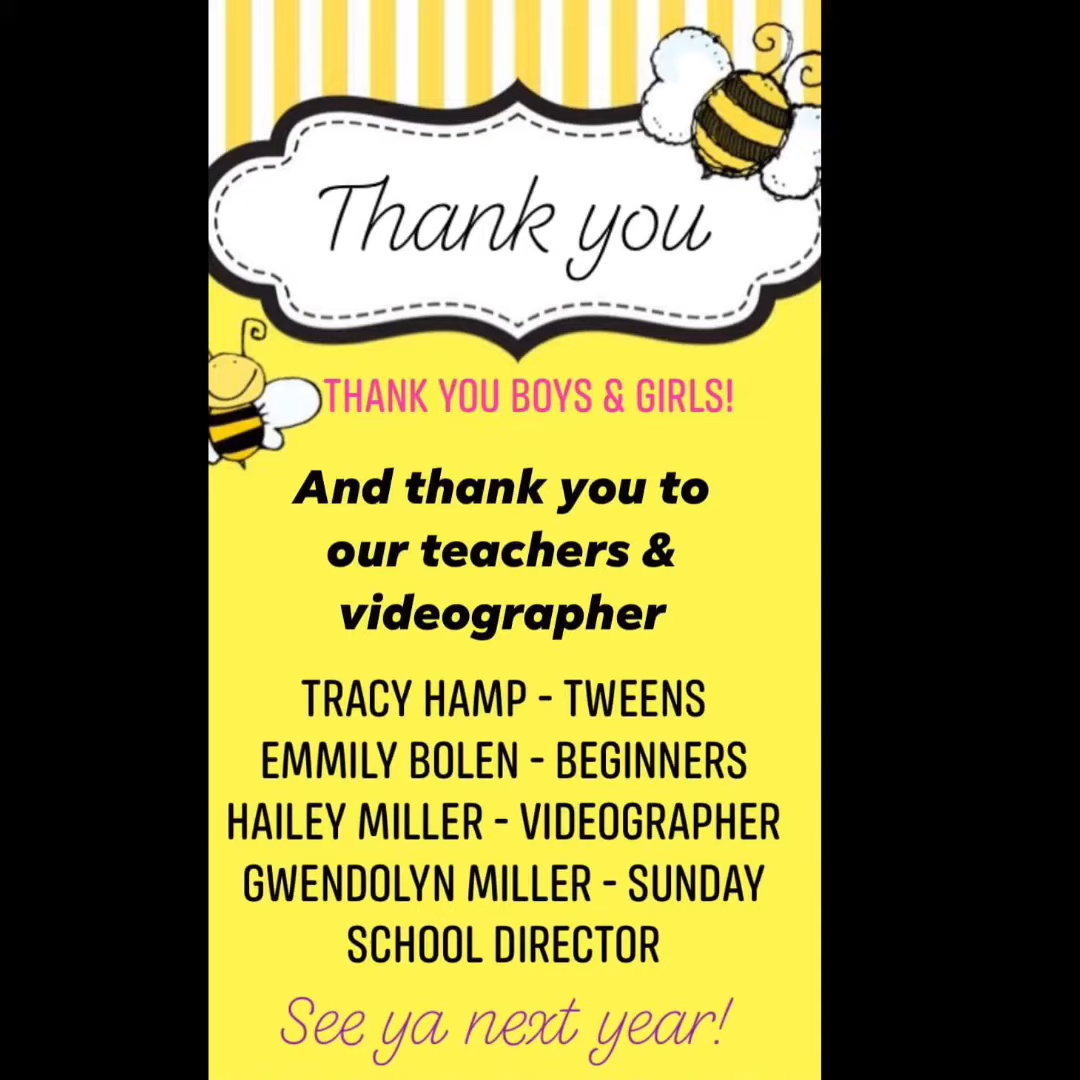 Thank you
THANK YOU BOYS & GIRLS!
And thank you to
our teachers &
videographer
TRACY HAMP - TWEENS
EMMILY BOLEN - BEGINNERS
HAILEY MILLER - VIDEOGRAPHER
GWENDOLYN MILLER - SUNDAY
SCHOOL DIRECTOR
See ya next year!